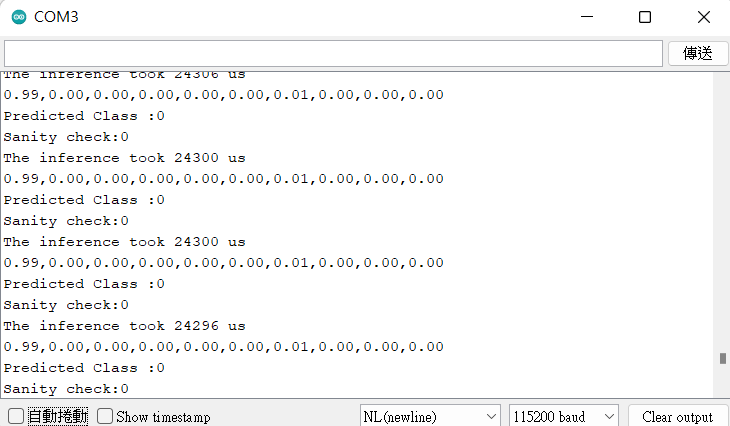 COM3
傳送
The inference took 24306 us
0.99,0.00,0.00,0.00,0.00,0.00,0.01,0.00,0.00,0.00
Predicted Class :0
Sanity check:0
The inference took 24300 us
0.99,0.00,0.00,0.00,0.00,0.00,0.01,0.00,0.00,0.00
Predicted Class :0
Sanity check:0
The inference took 24300 us
0.99,0.00,0.00,0.00,0.00,0.00,0.01,0.00,0.00,0.00
Predicted Class :0
Sanity check:0
The inference took 24296 us
0.99,0.00,0.00,0.00,0.00,0.00,0.01,0.00,0.00,0.00
Predicted Class :0
Sanity check:0
自動捲動 Show timestamp NL(newline) 115200 baud Clear output